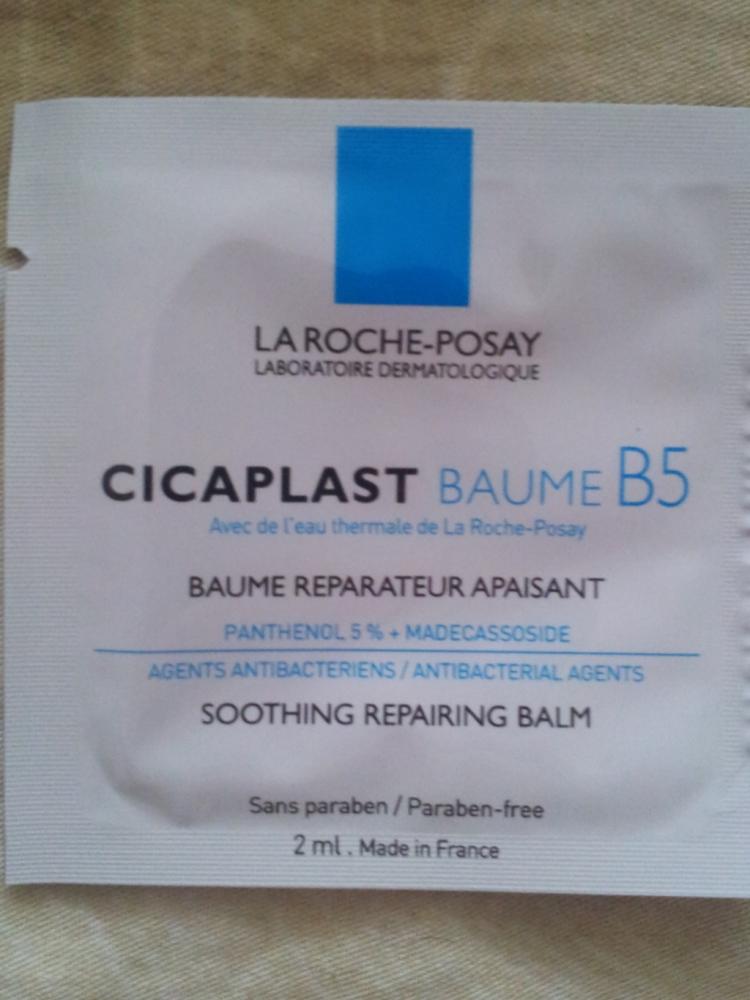 LA ROCHE-POSAY
LABORATOIRE DERMATOLOGIQUE
CICAPLAST BAUME B5
Avec de l'eau thermale de La Roche-Posay
BAUME REPARATEUR APAISANT
PANTHENOL 5 % + MADECASSOSIDE
AGENTS ANTIBACTERIENS / ANTIBACTERIAL AGENTS
SOOTHING REPAIRING BALM
Sans paraben / Paraben-free
2 ml . Made in France